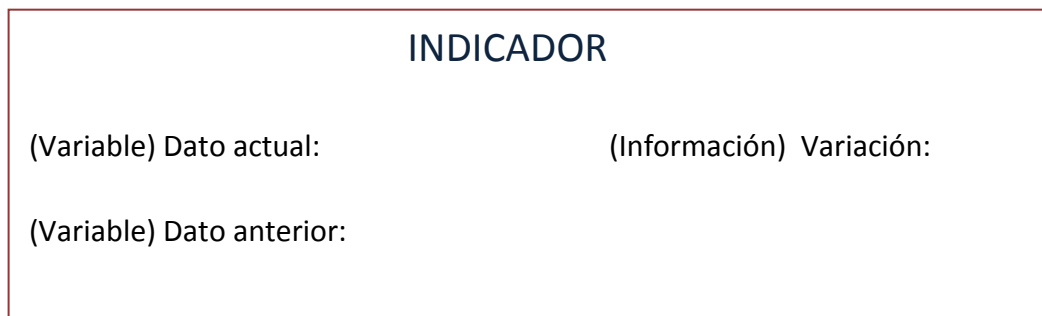 INDICADOR
(Variable) Dato actual: (Información) Variación:
(Variable) Dato anterior: